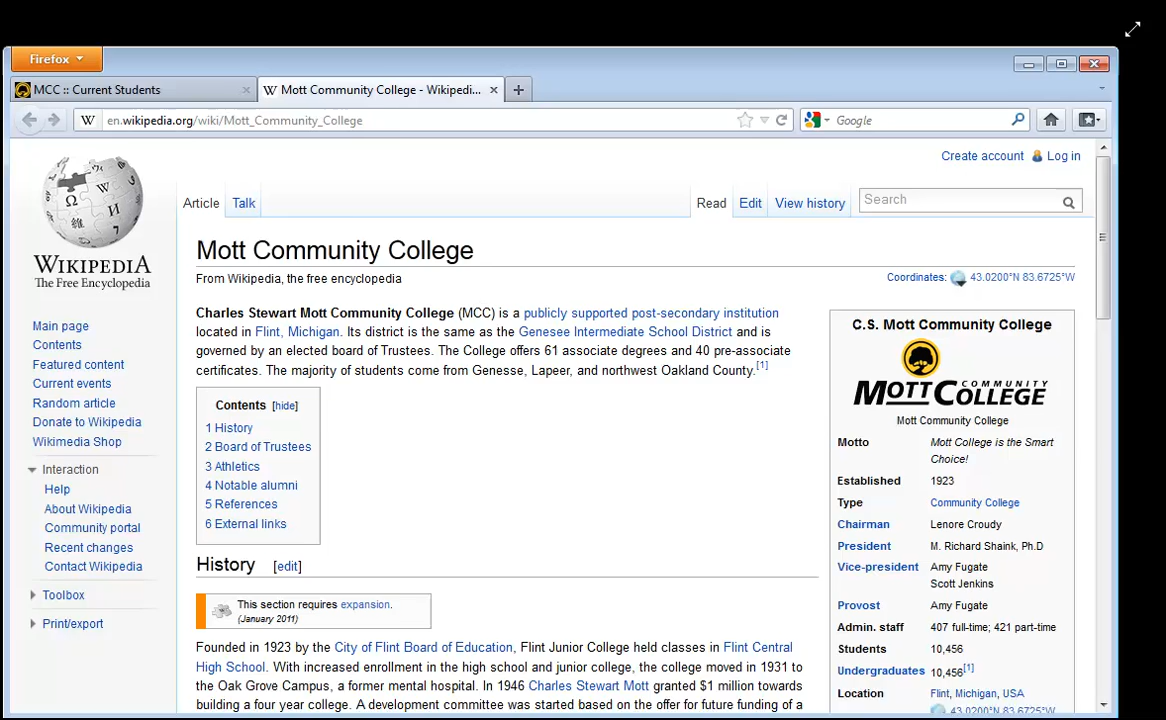 Firefox
MCC :: Current Students
Mott Community College - Wikipedi...
W
en.wikipedia.org/wiki/Mott_Community_College
Google
Create account Log in
Article Talk
Read Edit View history
Search
WIKIPEDIA
The Free Encyclopedia
Main page
Contents
Featured content
Current events
Random article
Donate to Wikipedia
Wikimedia Shop
Interaction
Help
About Wikipedia
Community portal
Recent changes
Contact Wikipedia
Toolbox
Print/export
Mott Community College
From Wikipedia, the free encyclopedia
Coordinates: 43.0200°N 83.6725°W
Charles Stewart Mott Community College (MCC) is a publicly supported post-secondary institution
located in Flint, Michigan. Its district is the same as the Genesee Intermediate School District and is
governed by an elected board of Trustees. The College offers 61 associate degrees and 40 pre-associate
certificates. The majority of students come from Genesse, Lapeer, and northwest Oakland County.[1]
Contents [hide]
1 History
2 Board of Trustees
3 Athletics
4 Notable alumni
5 References
6 External links
History [edit]
This section requires expansion.
(January 2011)
Founded in 1923 by the City of Flint Board of Education, Flint Junior College held classes in Flint Central
High School. With increased enrollment in the high school and junior college, the college moved in 1931 to
the Oak Grove Campus, a former mental hospital. In 1946 Charles Stewart Mott granted $1 million towards
building a four year college. A development committee was started based on the offer for future funding of a
C.S. Mott Community College
MOTT COMMUNITY COLLEGE
Mott Community College
Motto Mott College is the Smart
Choice!
Established 1923
Type Community College
Chairman Lenore Croudy
President M. Richard Shaink, Ph.D
Vice-president Amy Fugate
Scott Jenkins
Provost Amy Fugate
Admin. staff 407 full-time; 421 part-time
Students 10,456
Undergraduates 10,456[1]
Location Flint, Michigan, USA
43.0200°N 83.6725°W